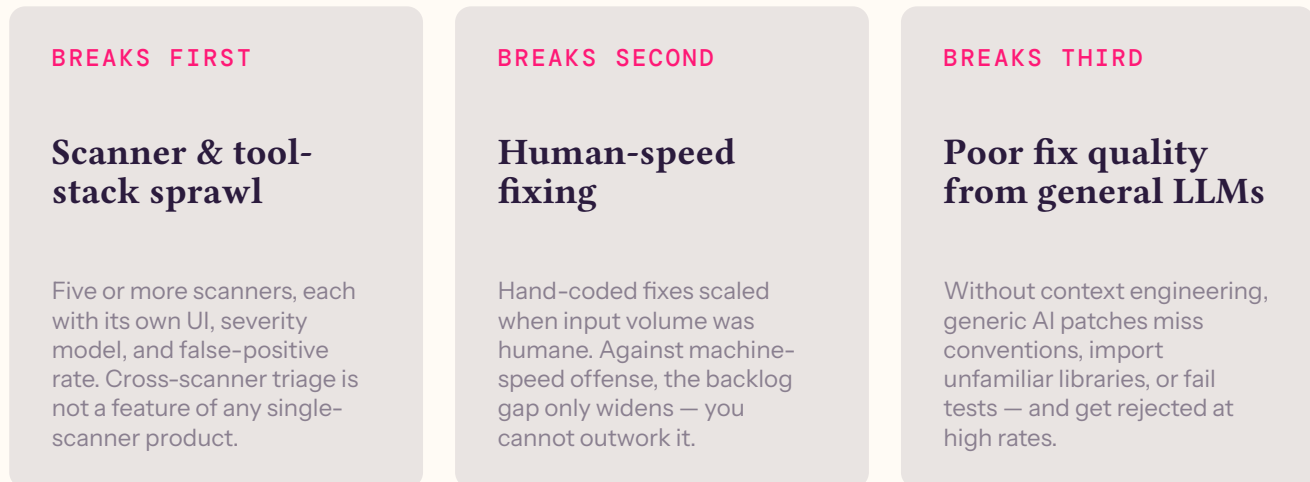 BREAKS FIRST
Scanner & tool-
stack sprawl
Five or more scanners, each
with its own UI, severity
model, and false-positive
rate. Cross-scanner triage is
not a feature of any single-
scanner product.
BREAKS SECOND
Human-speed
fixing
Hand-coded fixes scaled
when input volume was
humane. Against machine-
speed offense, the backlog
gap only widens — you
cannot outwork it.
BREAKS THIRD
Poor fix quality
from general LLMs
Without context engineering,
generic AI patches miss
conventions, import
unfamiliar libraries, or fail
tests — and get rejected at
high rates.